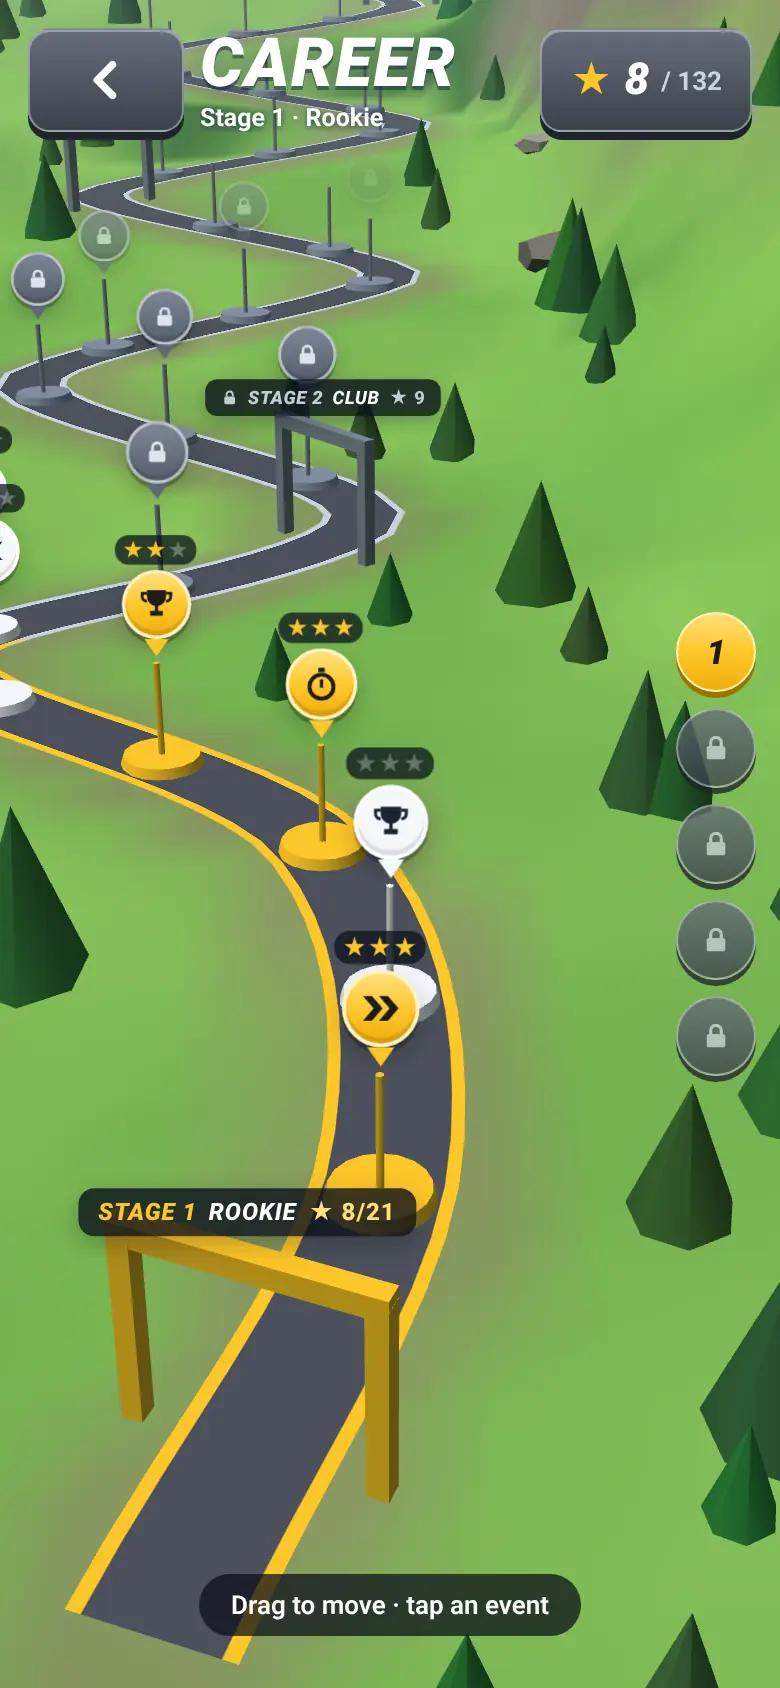 CAREER
Stage 1 · Rookie
★ 8 / 132
STAGE 2 CLUB ★ 9
1
STAGE 1 ROOKIE ★ 8/21
Drag to move · tap an event